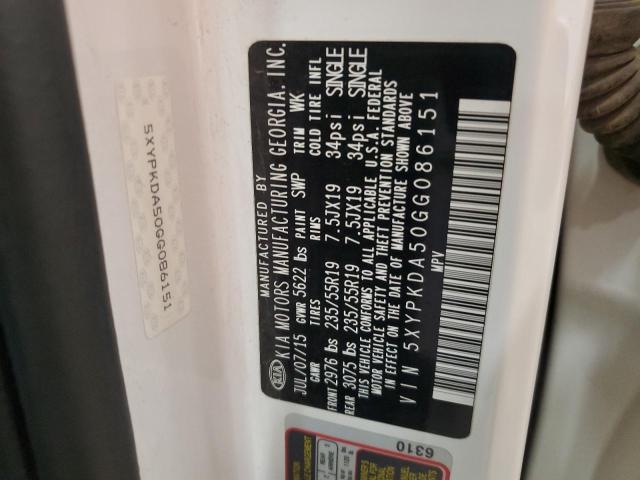 5XYPKDA50GG086151
KIA
MANUFACTURED BY
KIA MOTORS MANUFACTURING GEORGIA, INC.
JUL/07/15 GVWR 5622 lbs PAINT SWP TRIM WK
GAWR TIRES RIMS COLD TIRE INFL
FRONT 2976 lbs 235/55R19 7.5JX19 34psi SINGLE
REAR 3075 lbs 235/55R19 7.5JX19 34psi SINGLE
THIS VEHICLE CONFORMS TO ALL APPLICABLE U.S.A. FEDERAL
MOTOR VEHICLE SAFETY AND THEFT PREVENTION STANDARDS
IN EFFECT ON THE DATE OF MANUFACTURE SHOWN ABOVE
VIN 5XYPKDA50GG086151
MPV
6310